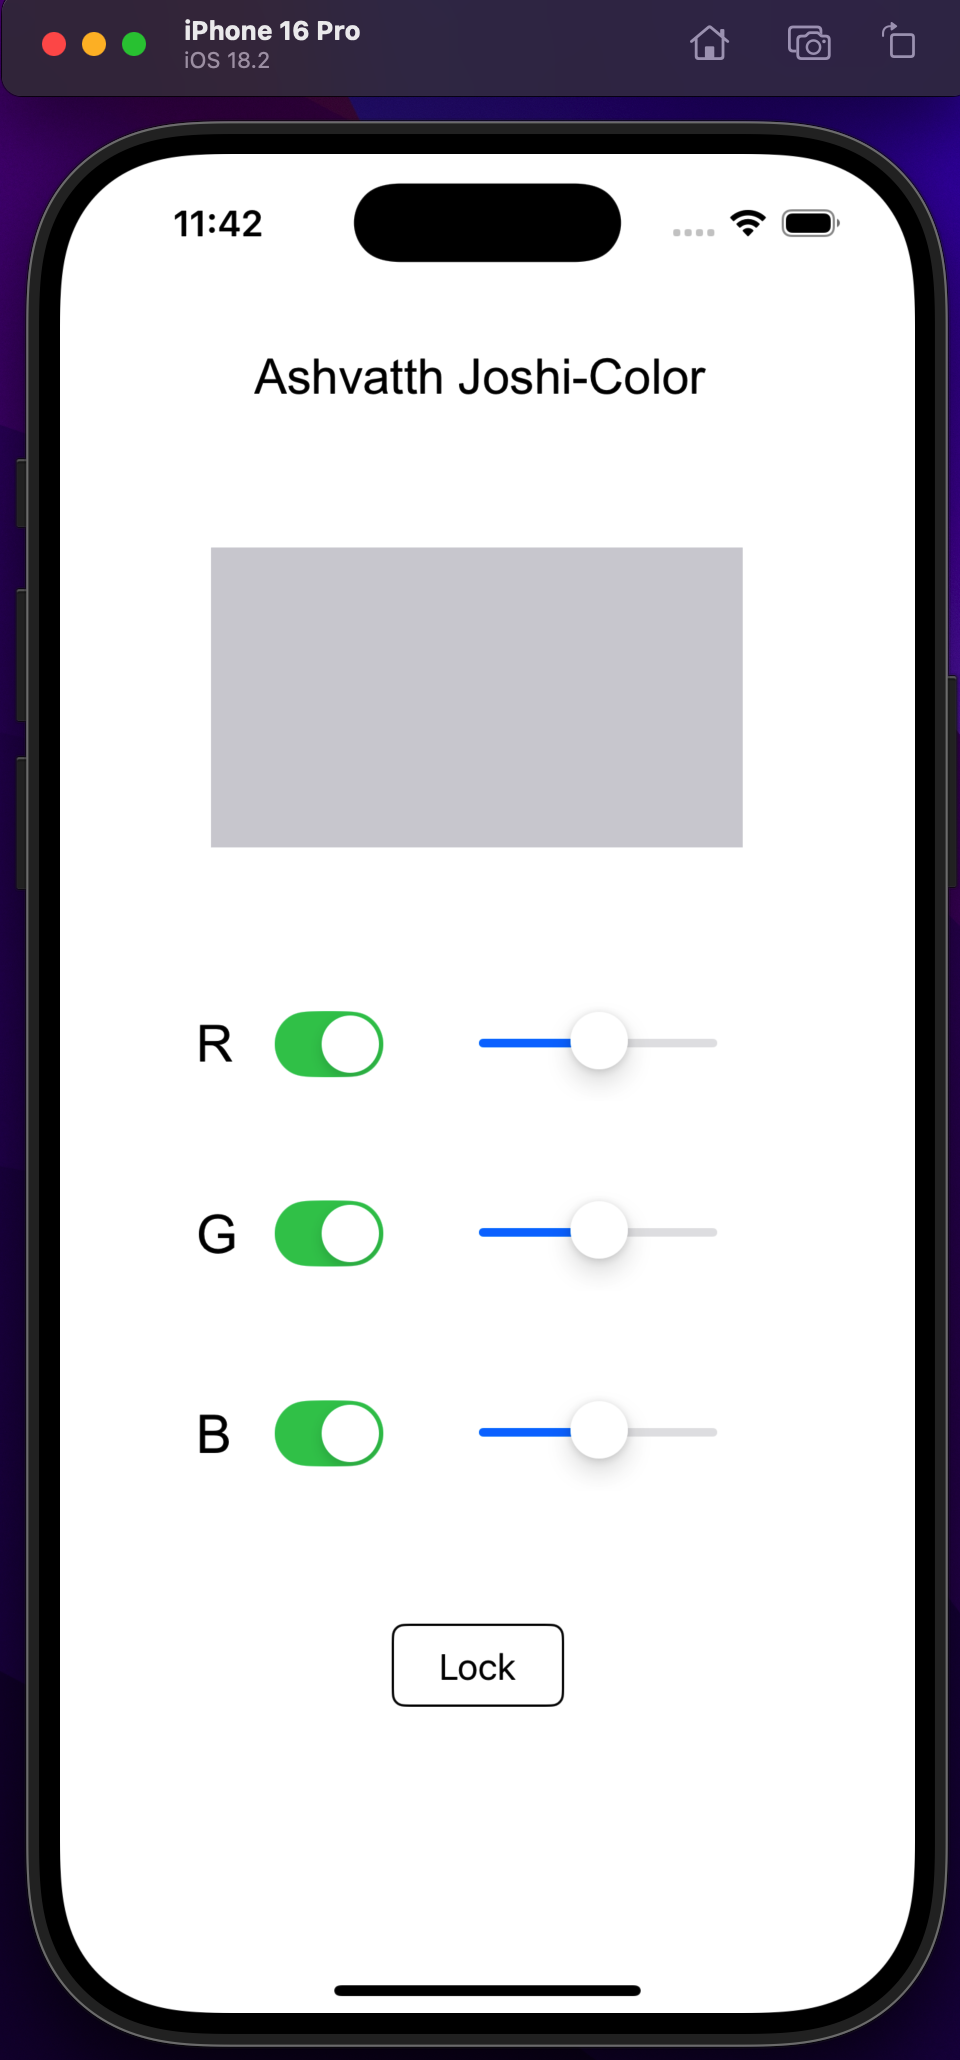 iPhone 16 Pro
iOS 18.2
11:42
Ashvatth Joshi-Color
R
G
B
Lock